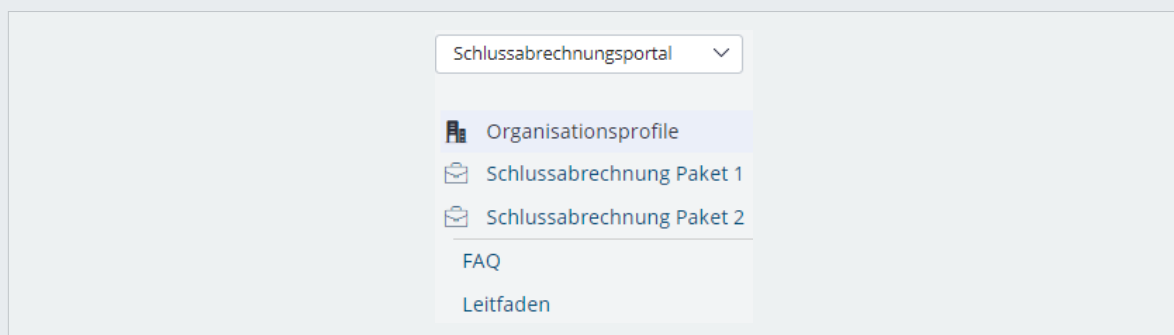 Schlussabrechnungsportal
Organisationsprofile
Schlussabrechnung Paket 1
Schlussabrechnung Paket 2
FAQ
Leitfaden